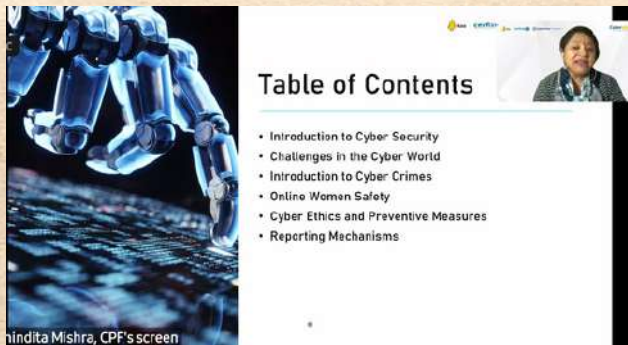 Table of Contents
• Introduction to Cyber Security
• Challenges in the Cyber World
• Introduction to Cyber Crimes
• Online Women Safety
• Cyber Ethics and Preventive Measures
• Reporting Mechanisms
nindita Mishra, CPF's screen